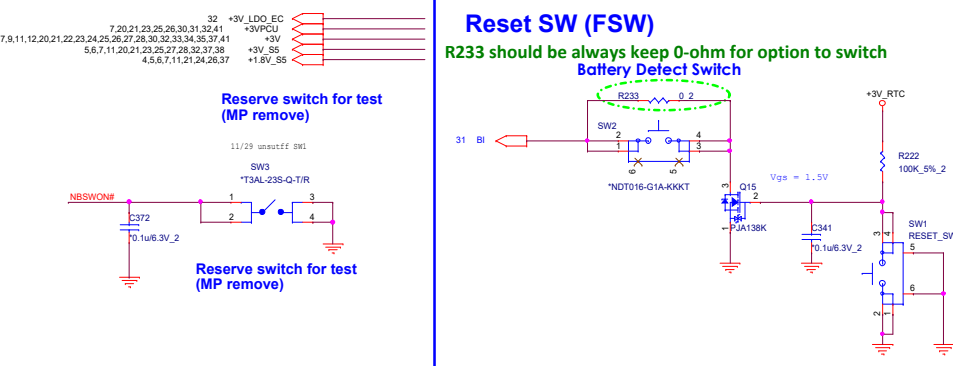 32 +3V_LDO_EC
7,20,21,23,25,26,30,31,32,41 +3VPCU
7,9,11,12,20,21,22,23,24,25,26,27,28,30,32,33,34,35,37,41 +3V
5,6,7,11,20,21,23,25,27,28,32,37,38 +3V_S5
4,5,6,7,11,21,24,26,37 +1.8V_S5
Reserve switch for test
(MP remove)
11/29 unsutff SW1
SW3
*T3AL-23S-Q-T/R
NBSWON#
1
3
2
4
C372
*0.1u/6.3V_2
Reserve switch for test
(MP remove)
Reset SW (FSW)
R233 should be always keep 0-ohm for option to switch
Battery Detect Switch
R233 0_2
SW2
2
4
1
3
31 BI
6
5
*NDT016-G1A-KKKT
+3V_RTC
R222
100K_5%_2
Vgs = 1.5V
3
Q15
2
1
PJA138K
C341
*0.1u/6.3V_2
SW1
RESET_SW
3
4
5
6
2
1